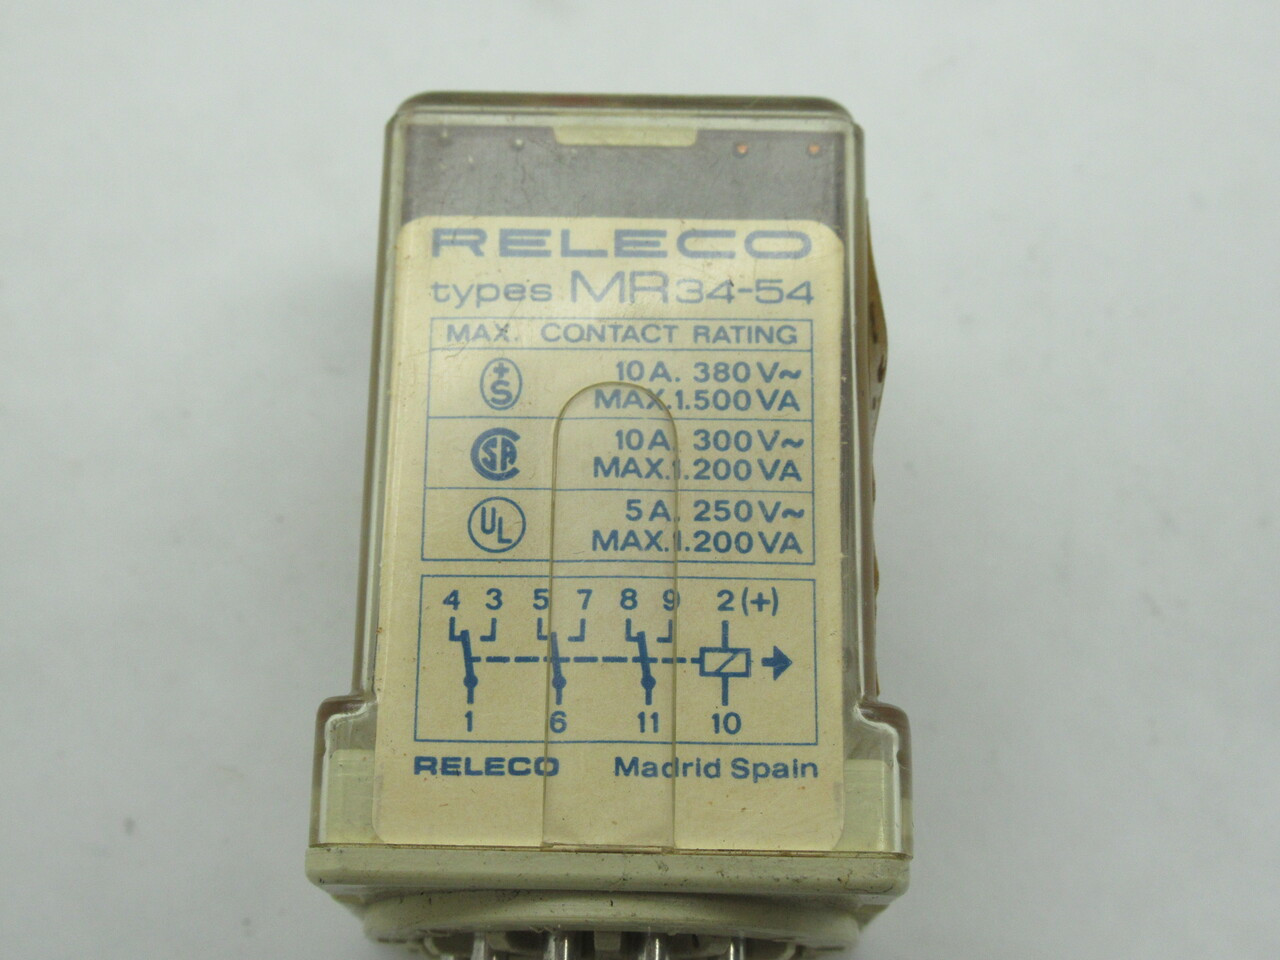 RELECO
types MR34-54
MAX. CONTACT RATING
+S 10 A. 380 V~
MAX.1.500 VA
CSA 10 A. 300 V~
MAX.1.200 VA
UL 5 A. 250 V~
MAX.1.200 VA
4 3 5 7 8 9 2 (+)
1 6 11 10
RELECO Madrid Spain